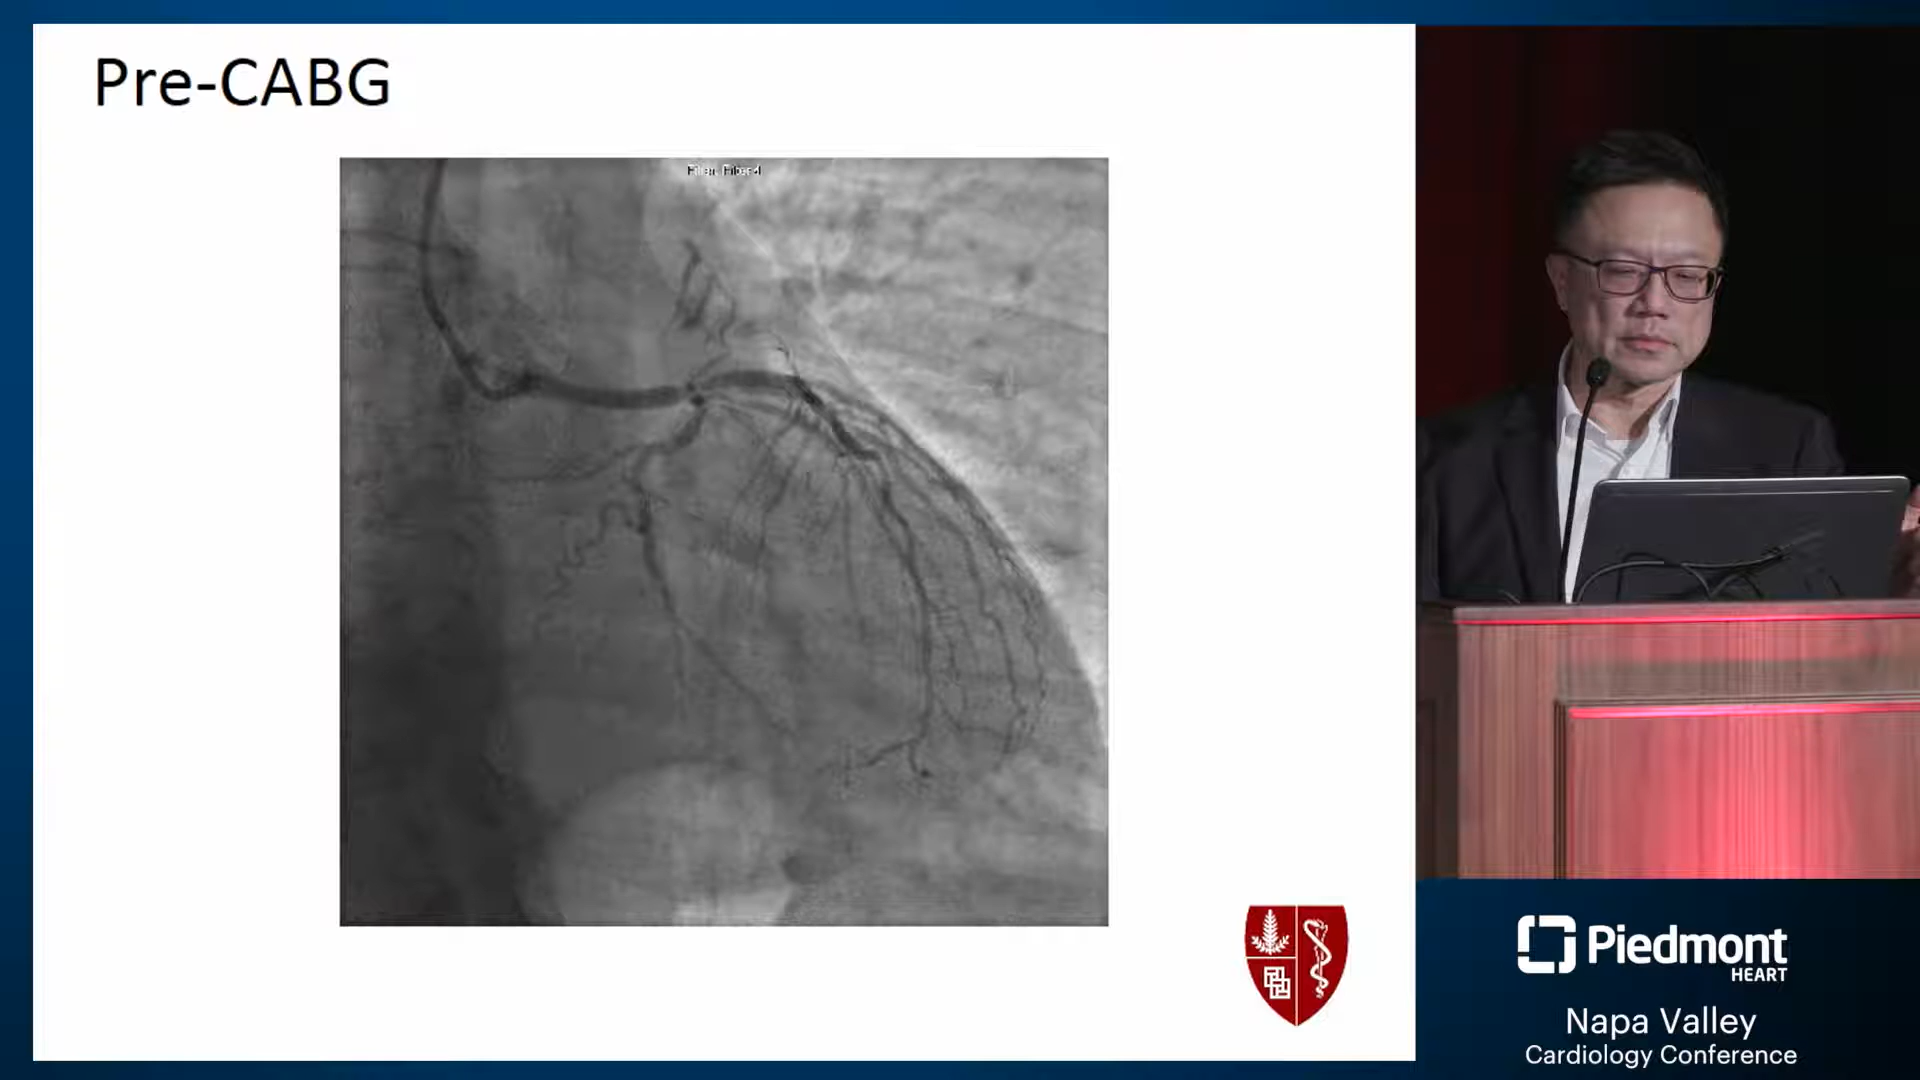 Pre-CABG
Piedmont
HEART
Napa Valley
Cardiology Conference